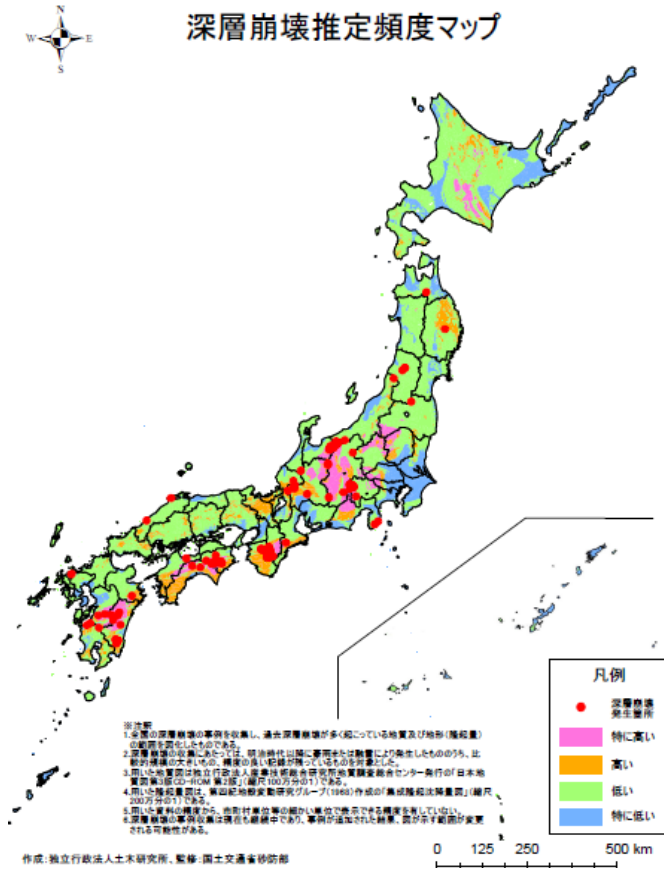 深層崩壊推定頻度マップ
N
W
E
S
凡例
深層崩壊
発生箇所
特に高い
高い
低い
特に低い
※注釈
1.全国の深層崩壊の事例を収集し、過去深層崩壊が多く起こっている地質及び地形(隆起量)
の範囲を図化したものである。
2.深層崩壊の収集にあたっては、明治時代以降に豪雨または融雪により発生したもののうち、比
較的規模の大きいもの、精度の良い記録が残っているものを対象とした。
3.用いた地質図は独立行政法人産業技術総合研究所地質調査総合センター発行の「日本地
質図第3版CD-ROM 第2版」(縮尺100万分の1)である。
4.用いた隆起量図は、第四紀地殻変動研究グループ(1968)作成の「集成隆起沈降量図」(縮尺
200万分の1)である。
5.用いた資料の精度から、市町村単位等の細かい単位で表示できる精度を有していない。
6.深層崩壊の事例収集は現在も継続中であり、事例が追加された結果、図が示す範囲が変更
される可能性がある。
作成:独立行政法人土木研究所、監修:国土交通省砂防部
0 125 250 500 km